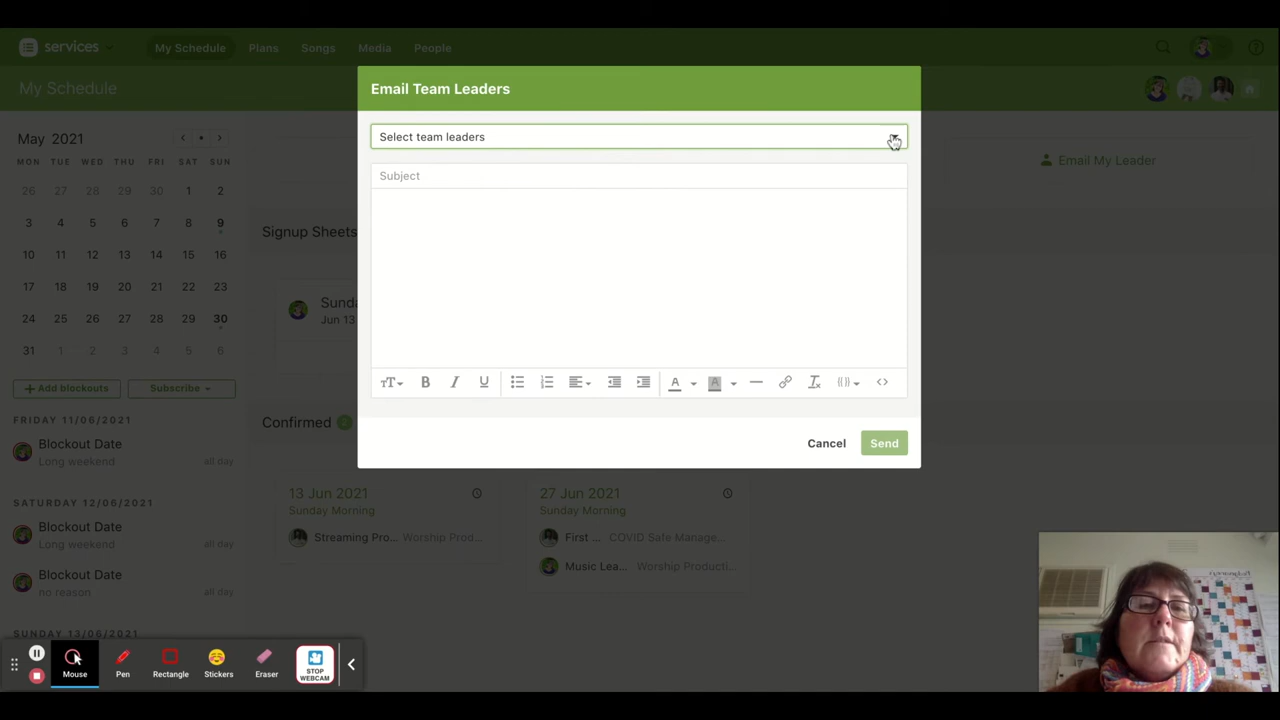 services
My Schedule
Plans
Songs
Media
People
My Schedule
Email Team Leaders
Select team leaders
Subject
Email My Leader
May 2021
MON TUE WED THU FRI SAT SUN
26 27 28 29 30 1 2
3 4 5 6 7 8 9
10 11 12 13 14 15 16
17 18 19 20 21 22 23
24 25 26 27 28 29 30
31 1 2 3 4 5 6
Add blockouts
Subscribe
Signup Sheets
Sund
Jun 13
FRIDAY 11/06/2021
Blockout Date
Long weekend
all day
SATURDAY 12/06/2021
Blockout Date
Long weekend
all day
Blockout Date
no reason
all day
SUNDAY 13/06/2021
Confirmed 2
Cancel
Send
13 Jun 2021
Sunday Morning
Streaming Pro... Worship Prod...
27 Jun 2021
Sunday Morning
First ... COVID Safe Manage...
Music Lea... Worship Producti...
Mouse
Pen
Rectangle
Stickers
Eraser
STOP
WEBCAM